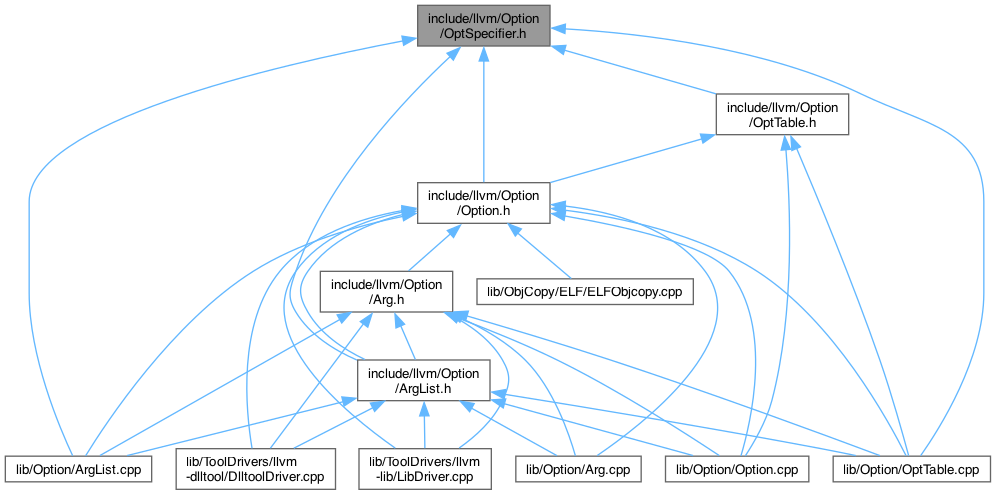 include/llvm/Option
/OptSpecifier.h
include/llvm/Option
/OptTable.h
include/llvm/Option
/Option.h
include/llvm/Option
/Arg.h
lib/ObjCopy/ELF/ELFObjcopy.cpp
include/llvm/Option
/ArgList.h
lib/Option/ArgList.cpp
lib/ToolDrivers/llvm
-dlltool/DlltoolDriver.cpp
lib/ToolDrivers/llvm
-lib/LibDriver.cpp
lib/Option/Arg.cpp
lib/Option/Option.cpp
lib/Option/OptTable.cpp